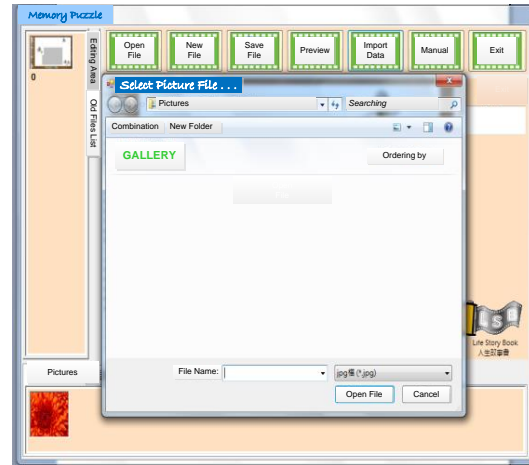 Memory Puzzle
Open File
New File
Save File
Preview
Import Data
Manual
Exit
0
Editing Area
Old Files List
Select Picture File . . .
Pictures
Searching
Combination
New Folder
GALLERY
Ordering by
LSB
Life Story Book
人生故事書
File Name:
jpg檔 (*.jpg)
Open File
Cancel
Pictures